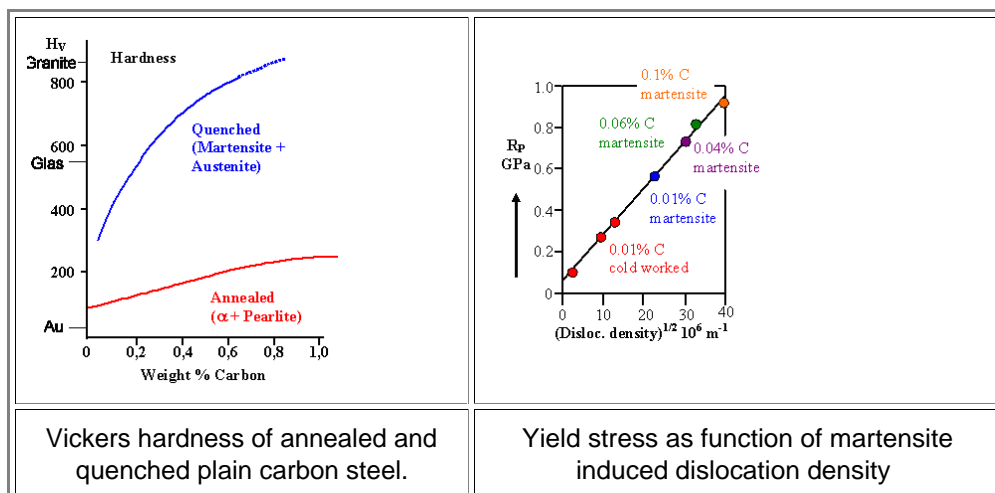 Hv
Granite
Hardness
800
Quenched
(Martensite +
Austenite)
600
Glas
400
200
Annealed
(α + Pearlite)
Au
0 0,2 0,4 0,6 0,8 1,0
Weight % Carbon
1.0
0.1% C
martensite
0.8
0.06% C
martensite
RP
GPa
0.04% C
martensite
0.6
0.01% C
martensite
0.4
0.2
0.01% C
cold worked
0
0 10 20 30 40
(Disloc. density)1/2 10⁶ m⁻¹
Vickers hardness of annealed and
quenched plain carbon steel.
Yield stress as function of martensite
induced dislocation density